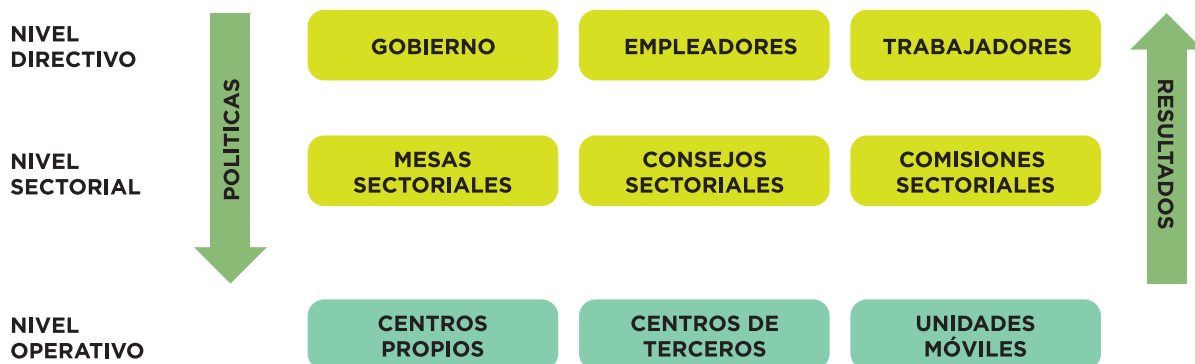 NIVEL
DIRECTIVO
POLITICAS
GOBIERNO
EMPLEADORES
TRABAJADORES
RESULTADOS
NIVEL
SECTORIAL
MESAS
SECTORIALES
CONSEJOS
SECTORIALES
COMISIONES
SECTORIALES
NIVEL
OPERATIVO
CENTROS
PROPIOS
CENTROS DE
TERCEROS
UNIDADES
MÓVILES